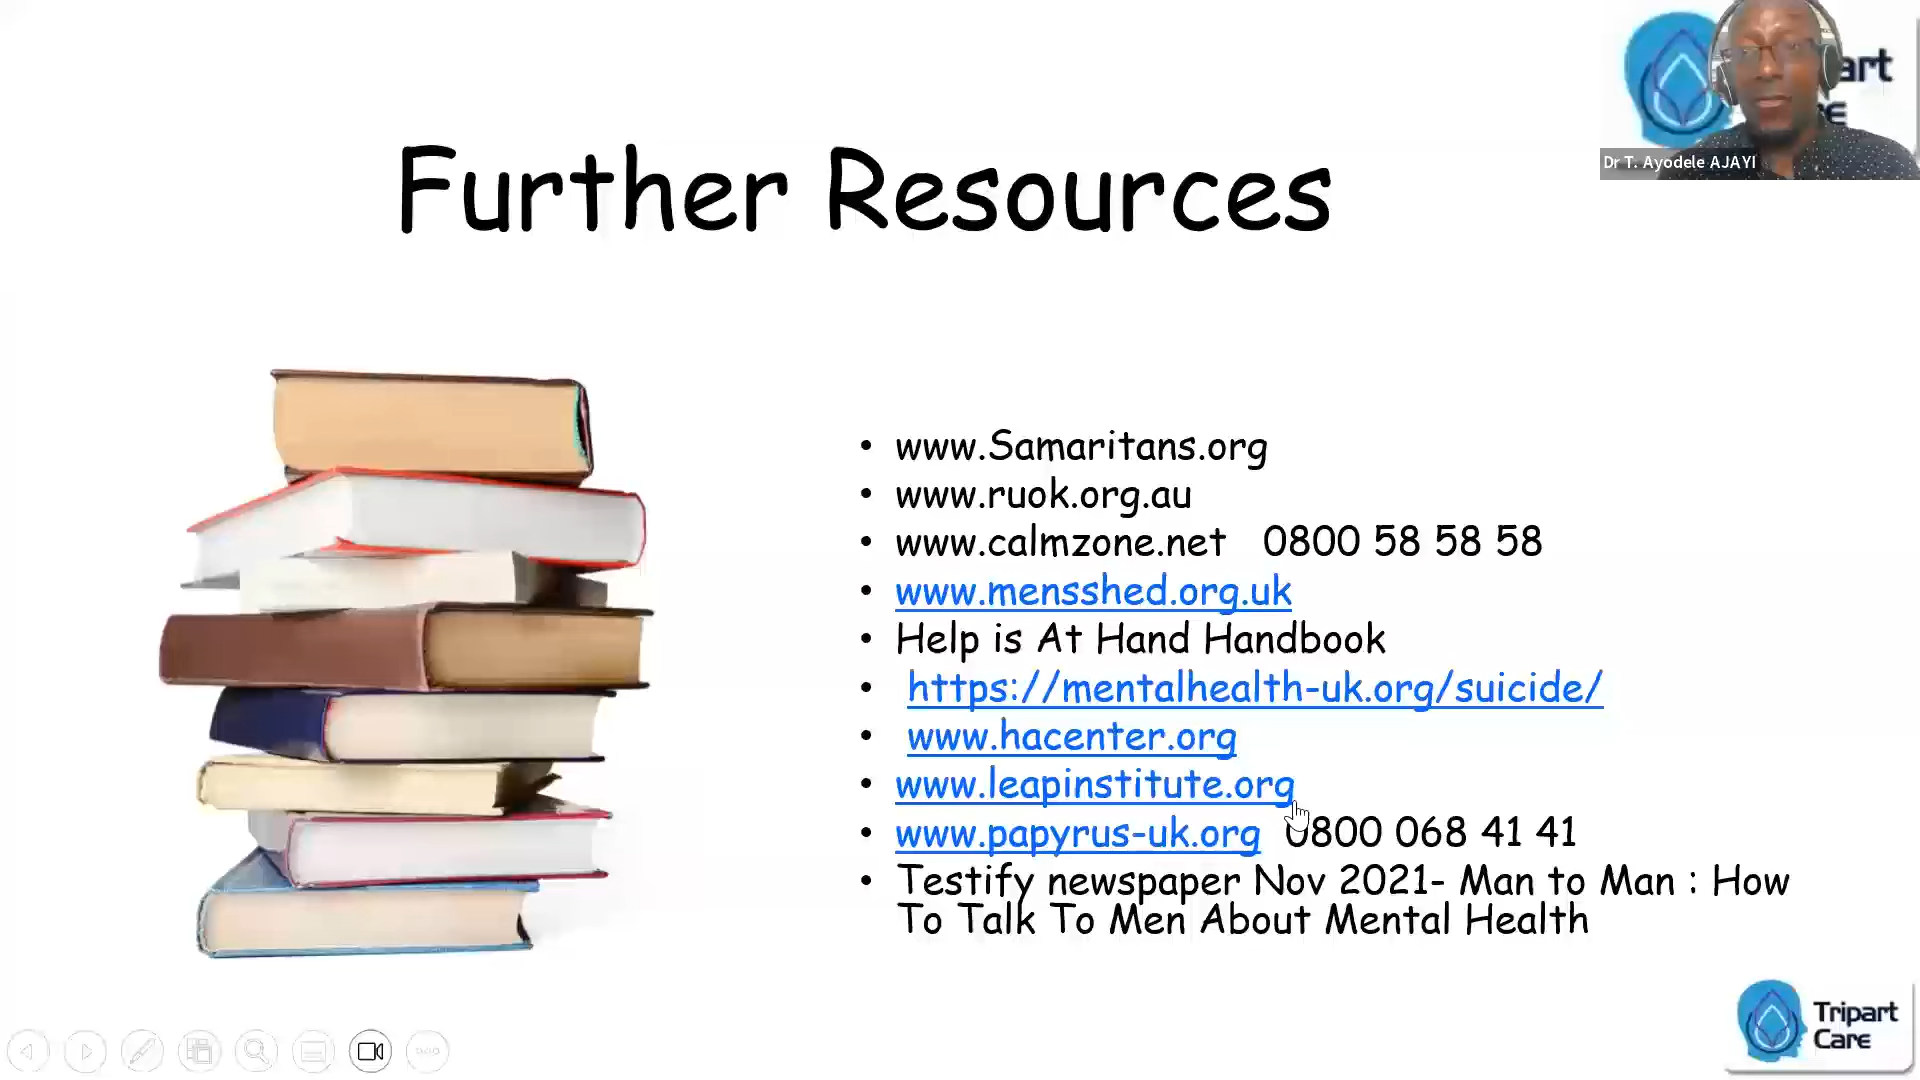 Further Resources
art
Dr T. Ayodele AJAYI
• www.Samaritans.org
• www.ruok.org.au
• www.calmzone.net 0800 58 58 58
• www.mensshed.org.uk
• Help is At Hand Handbook
• https://mentalhealth-uk.org/suicide/
• www.hacenter.org
• www.leapinstitute.org
• www.papyrus-uk.org 0800 068 41 41
• Testify newspaper Nov 2021- Man to Man : How
To Talk To Men About Mental Health
Tripart
Care